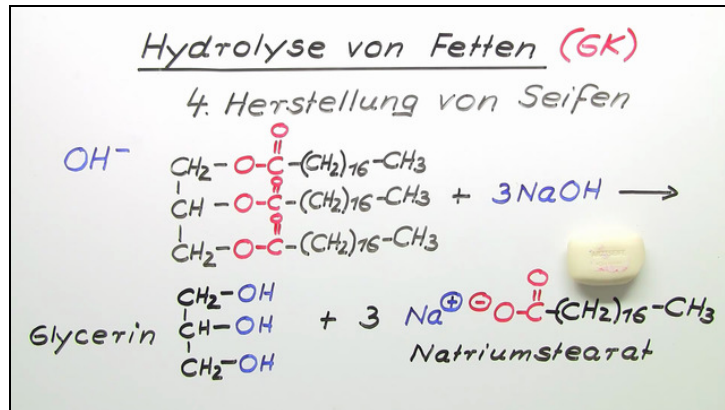 Hydrolyse von Fetten (GK)
4. Herstellung von Seifen
OH⁻
O
CH₂-O-C-(CH₂)₁₆-CH₃
O
CH-O-C-(CH₂)₁₆-CH₃ + 3NaOH →
O
CH₂-O-C-(CH₂)₁₆-CH₃
CH₂-OH
O
Glycerin CH-OH + 3 Na⊕ ⊖O-C-(CH₂)₁₆-CH₃
CH₂-OH
Natriumstearat